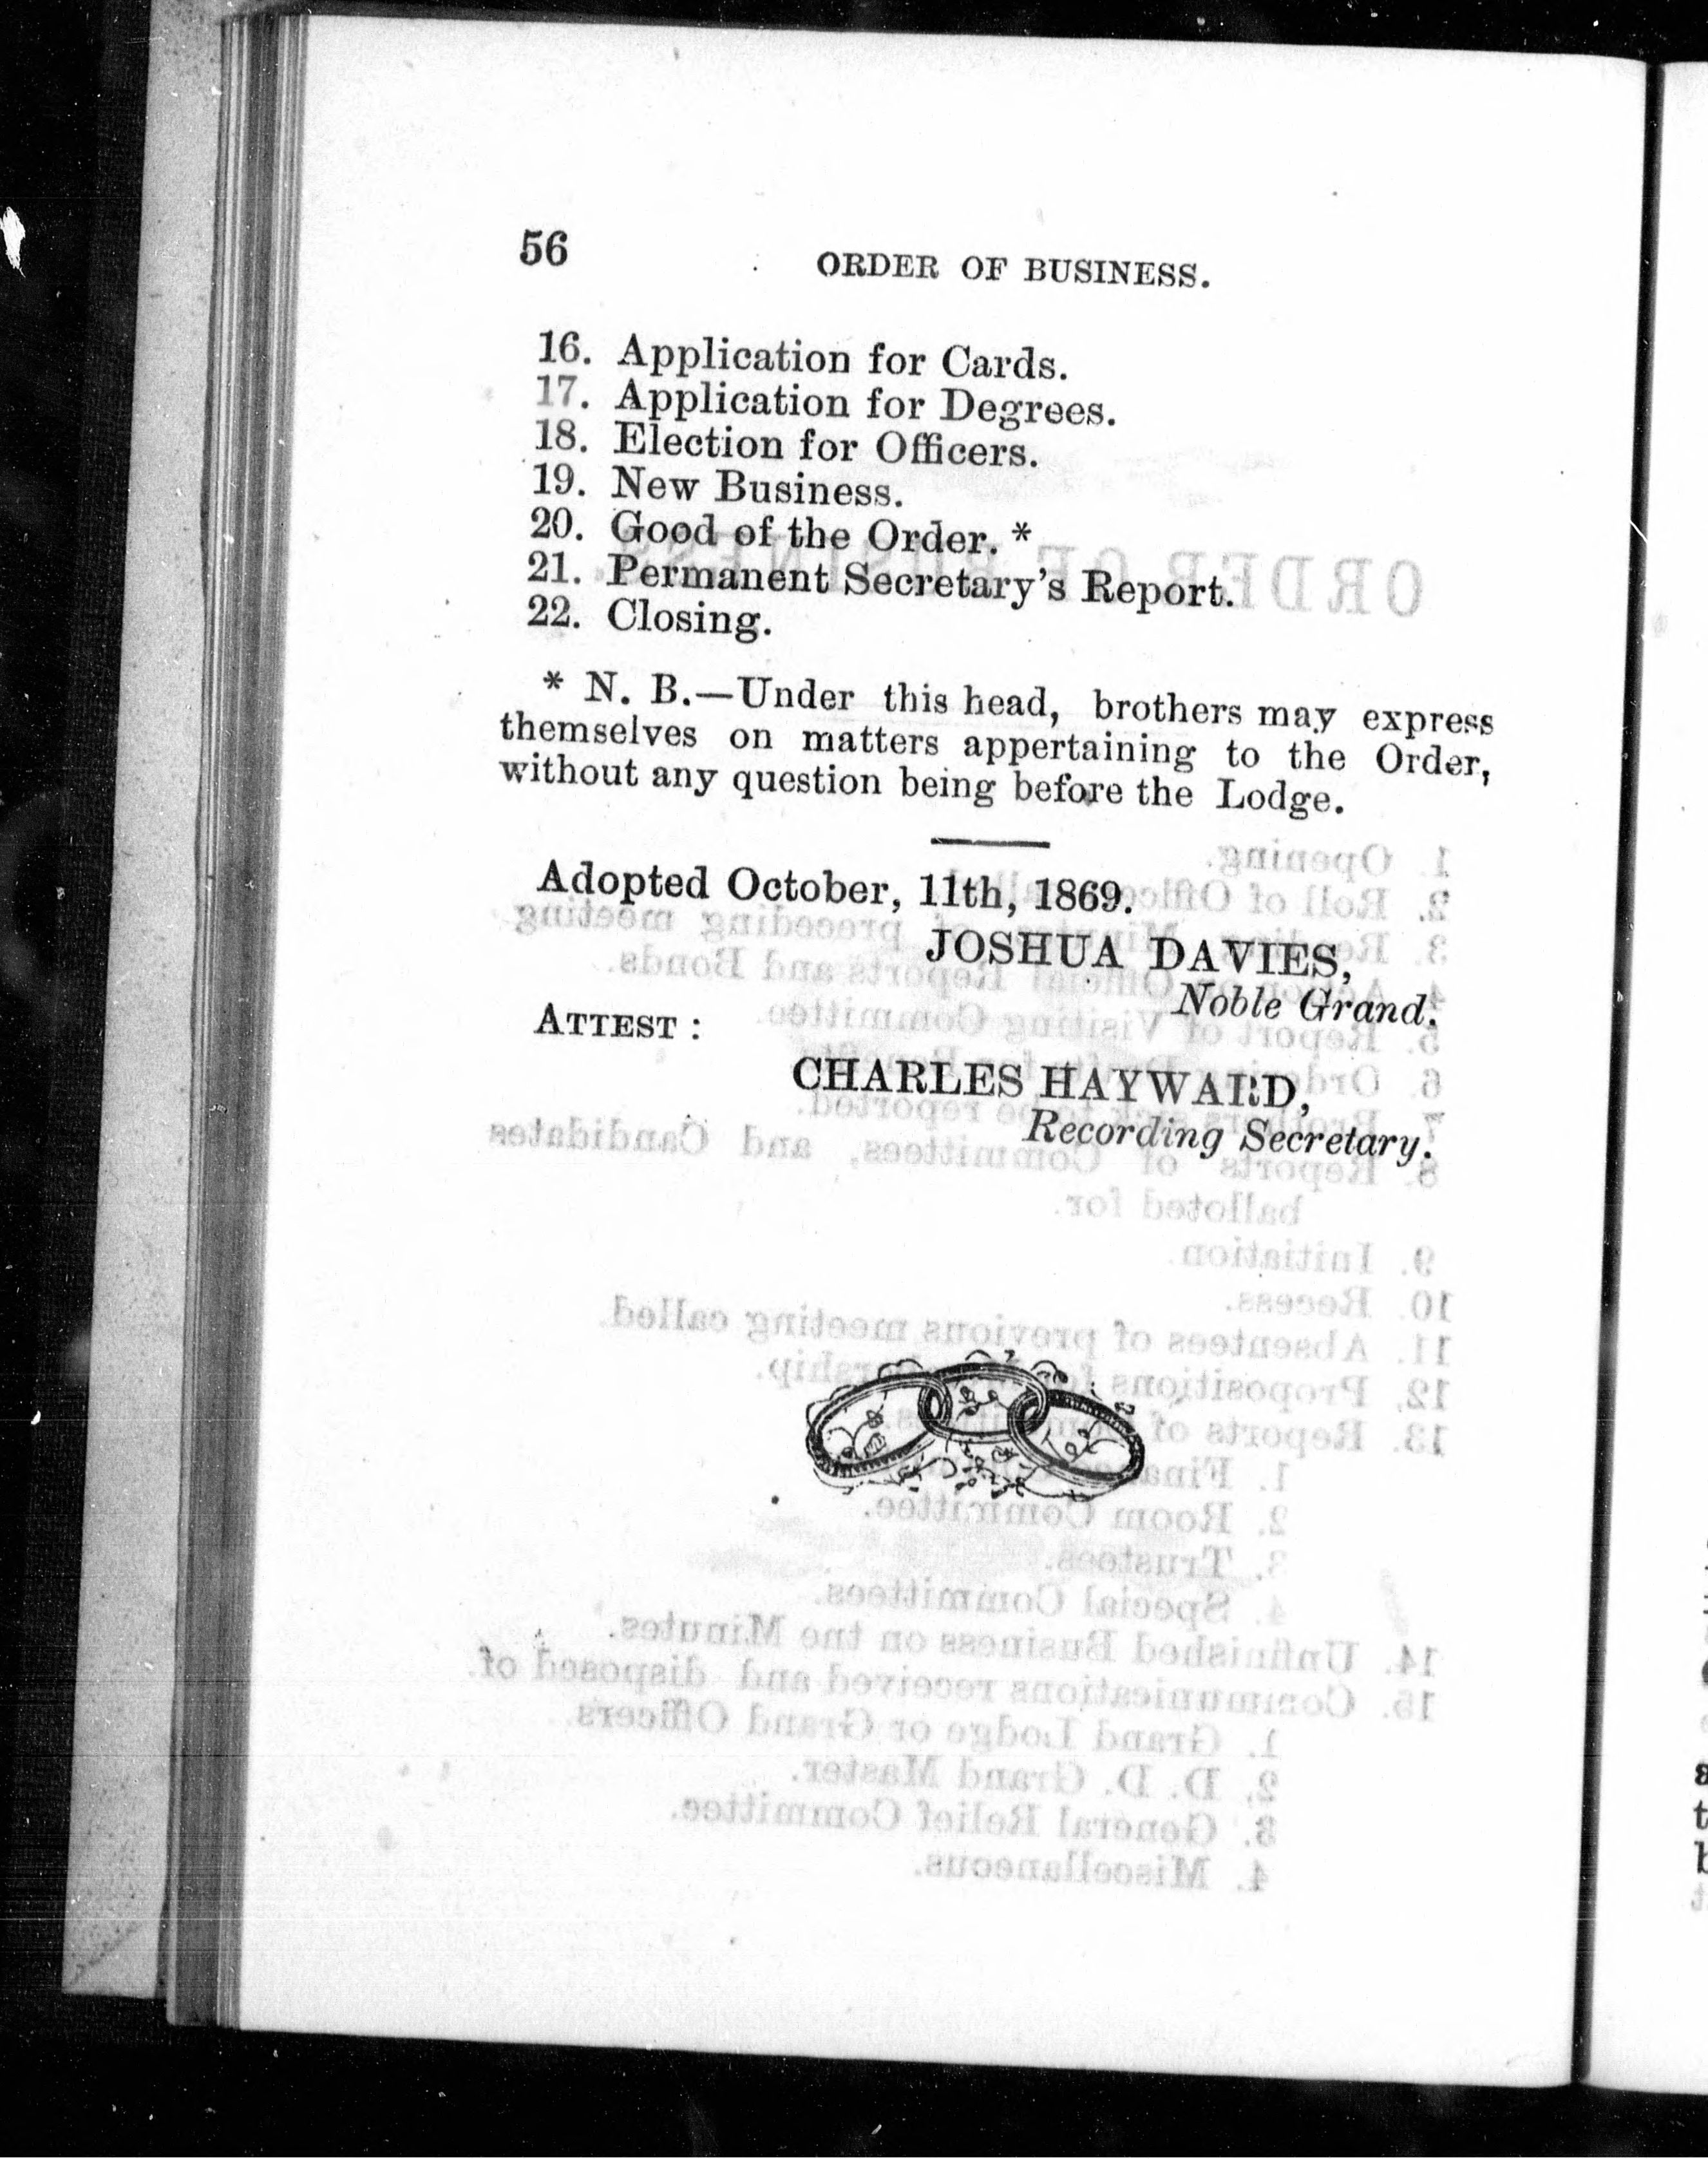 56 ORDER OF BUSINESS.
16. Application for Cards.
17. Application for Degrees.
18. Election for Officers.
19. New Business.
20. Good of the Order. *
21. Permanent Secretary's Report.
22. Closing.
* N. B.—Under this head, brothers may express
themselves on matters appertaining to the Order,
without any question being before the Lodge.
Adopted October, 11th, 1869.
JOSHUA DAVIES,
Noble Grand.
ATTEST :
CHARLES HAYWARD,
Recording Secretary.